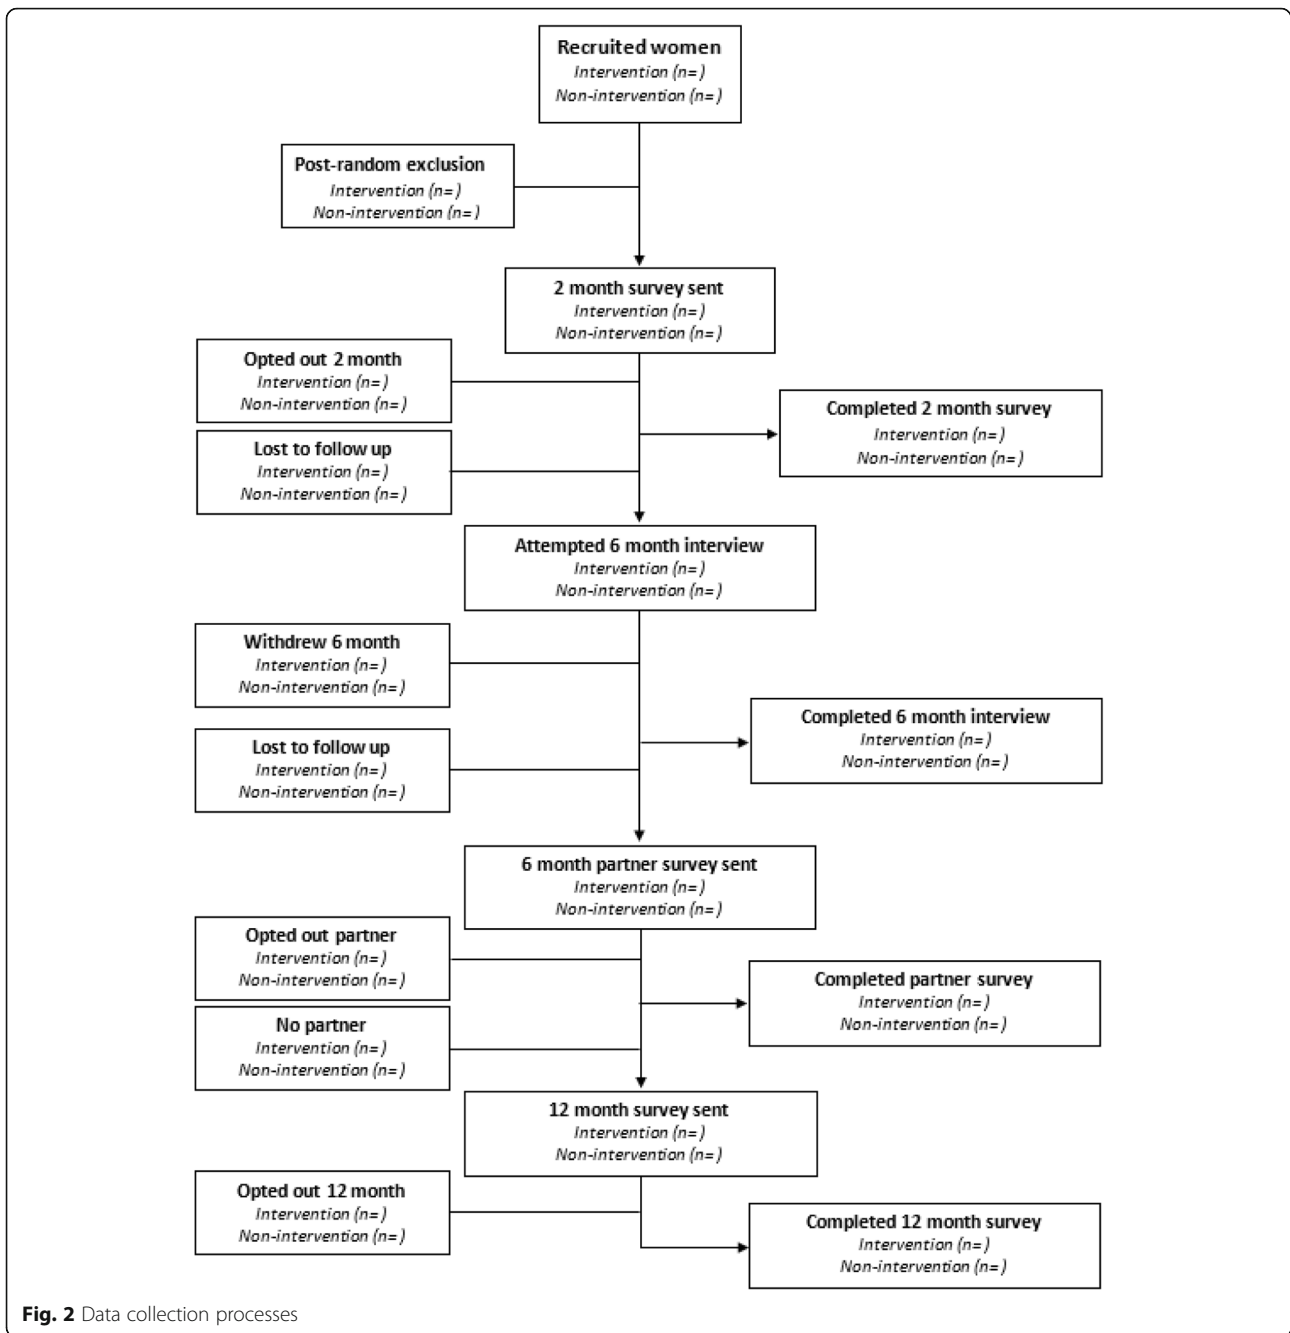 Recruited women
Intervention (n=)
Non-intervention (n=)
Post-random exclusion
Intervention (n=)
Non-intervention (n=)
2 month survey sent
Intervention (n=)
Non-intervention (n=)
Opted out 2 month
Intervention (n=)
Non-intervention (n=)
Completed 2 month survey
Intervention (n=)
Non-intervention (n=)
Lost to follow up
Intervention (n=)
Non-intervention (n=)
Attempted 6 month interview
Intervention (n=)
Non-intervention (n=)
Withdrew 6 month
Intervention (n=)
Non-intervention (n=)
Completed 6 month interview
Intervention (n=)
Non-intervention (n=)
Lost to follow up
Intervention (n=)
Non-intervention (n=)
6 month partner survey sent
Intervention (n=)
Non-intervention (n=)
Opted out partner
Intervention (n=)
Non-intervention (n=)
Completed partner survey
Intervention (n=)
Non-intervention (n=)
No partner
Intervention (n=)
Non-intervention (n=)
12 month survey sent
Intervention (n=)
Non-intervention (n=)
Opted out 12 month
Intervention (n=)
Non-intervention (n=)
Completed 12 month survey
Intervention (n=)
Non-intervention (n=)
Fig. 2 Data collection processes